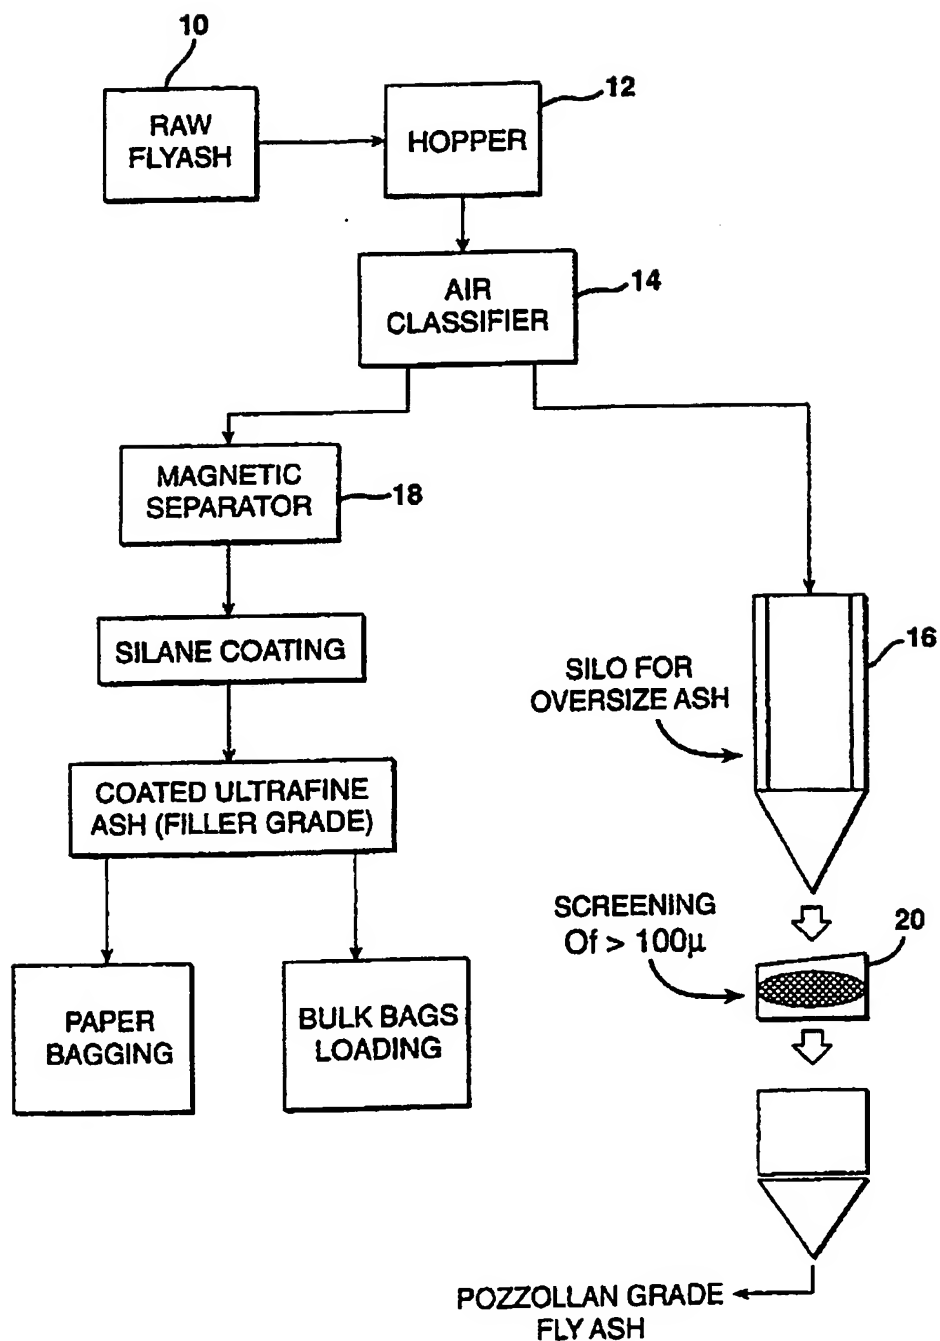 10
RAW
FLYASH
12
HOPPER
14
AIR
CLASSIFIER
MAGNETIC
SEPARATOR
18
SILANE COATING
COATED ULTRAFINE
ASH (FILLER GRADE)
PAPER
BAGGING
BULK BAGS
LOADING
16
SILO FOR
OVERSIZE ASH
SCREENING
Of > 100µ
20
POZZOLLAN GRADE
FLY ASH